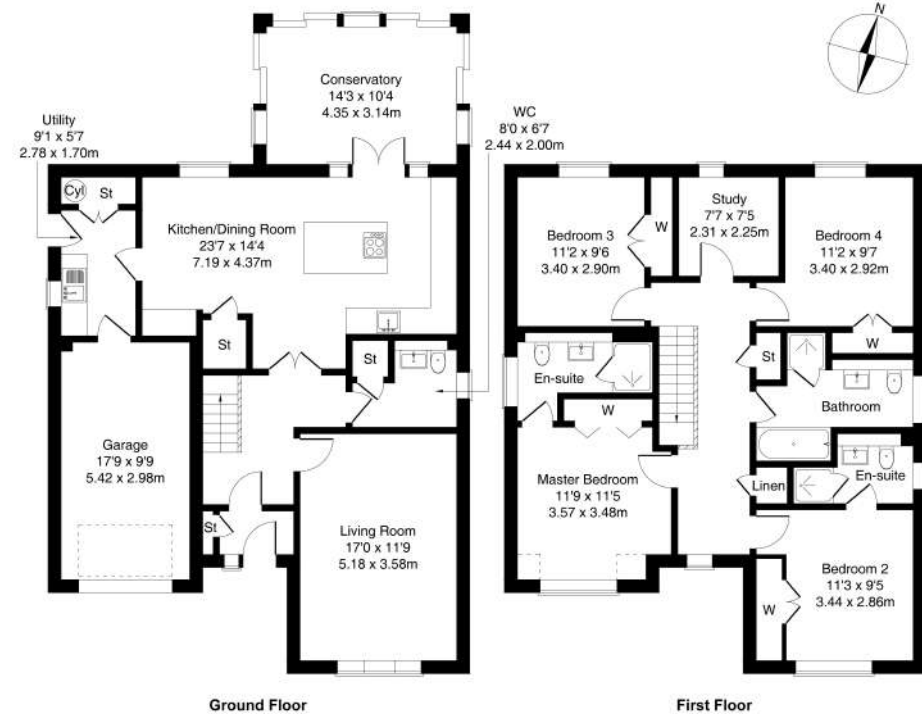 N
Conservatory
14'3 x 10'4
4.35 x 3.14m
Utility
9'1 x 5'7
2.78 x 1.70m
WC
8'0 x 6'7
2.44 x 2.00m
Cyl
St
Kitchen/Dining Room
23'7 x 14'4
7.19 x 4.37m
St
St
Garage
17'9 x 9'9
5.42 x 2.98m
St
Living Room
17'0 x 11'9
5.18 x 3.58m
Ground Floor
Bedroom 3
11'2 x 9'6
3.40 x 2.90m
W
Study
7'7 x 7'5
2.31 x 2.25m
Bedroom 4
11'2 x 9'7
3.40 x 2.92m
W
St
En-suite
W
Bathroom
Master Bedroom
11'9 x 11'5
3.57 x 3.48m
Linen
En-suite
Bedroom 2
11'3 x 9'5
3.44 x 2.86m
W
First Floor